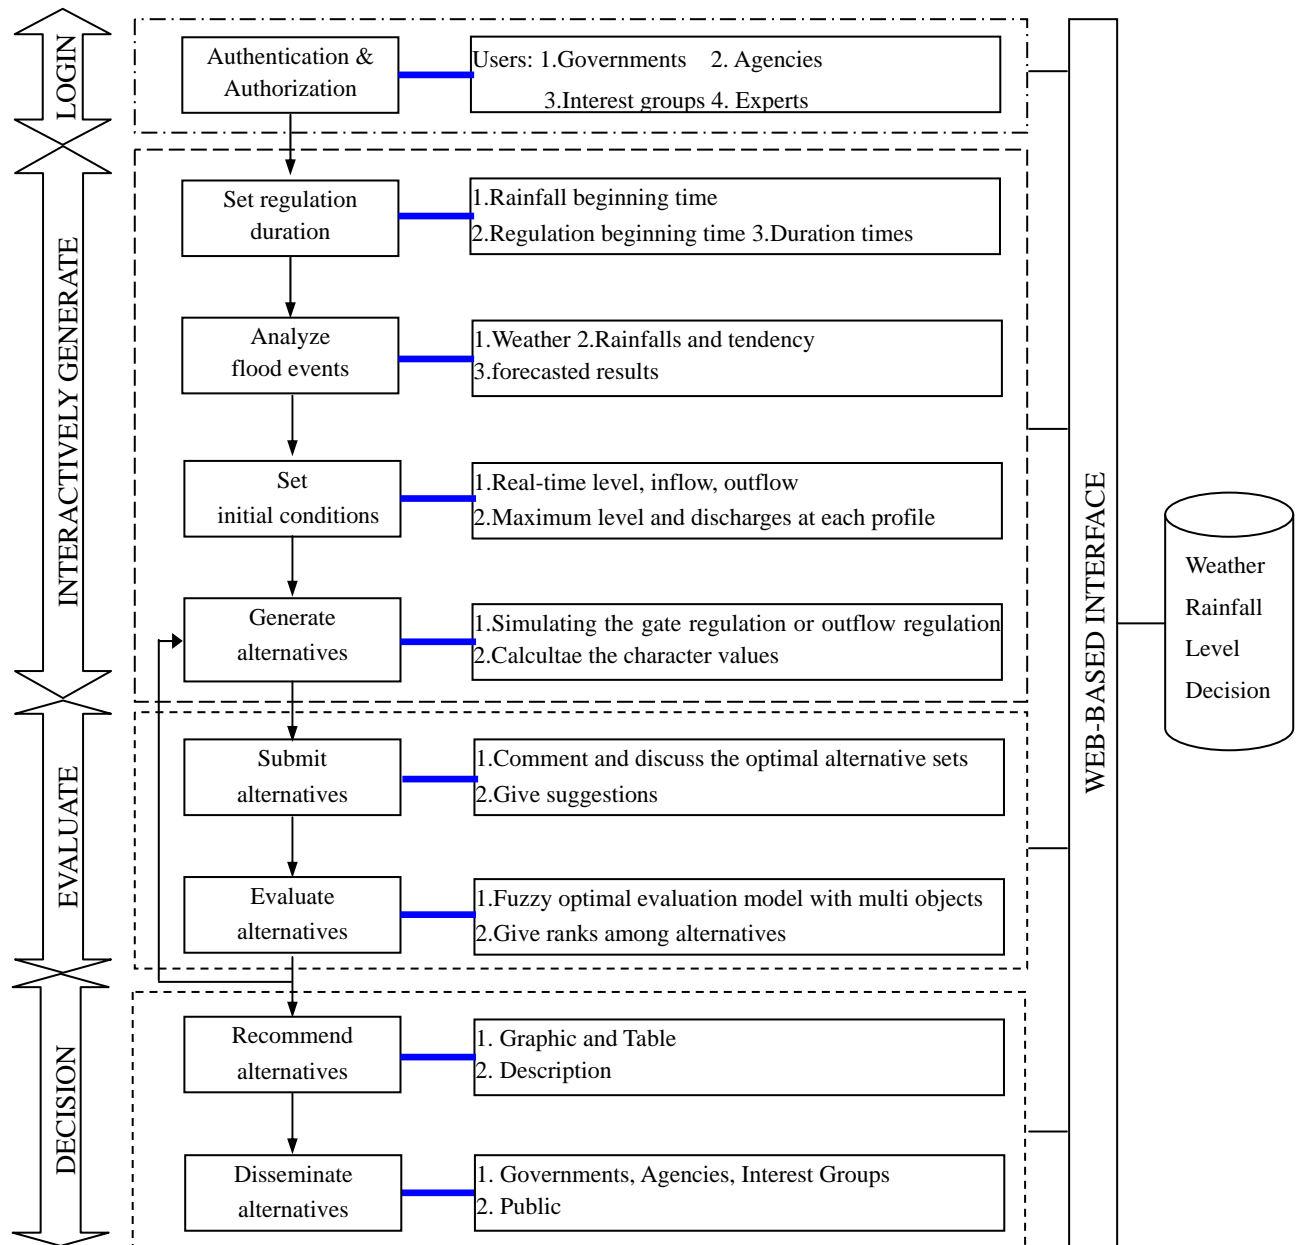 LOGIN
Authentication &
Authorization
Users: 1.Governments 2. Agencies
3.Interest groups 4. Experts
INTERACTIVELY GENERATE
Set regulation
duration
1.Rainfall beginning time
2.Regulation beginning time 3.Duration times
Analyze
flood events
1.Weather 2.Rainfalls and tendency
3.forecasted results
Set
initial conditions
1.Real-time level, inflow, outflow
2.Maximum level and discharges at each profile
Generate
alternatives
1.Simulating the gate regulation or outflow regulation
2.Calcultae the character values
EVALUATE
Submit
alternatives
1.Comment and discuss the optimal alternative sets
2.Give suggestions
Evaluate
alternatives
1.Fuzzy optimal evaluation model with multi objects
2.Give ranks among alternatives
DECISION
Recommend
alternatives
1. Graphic and Table
2. Description
Disseminate
alternatives
1. Governments, Agencies, Interest Groups
2. Public
WEB-BASED INTERFACE
Weather
Rainfall
Level
Decision